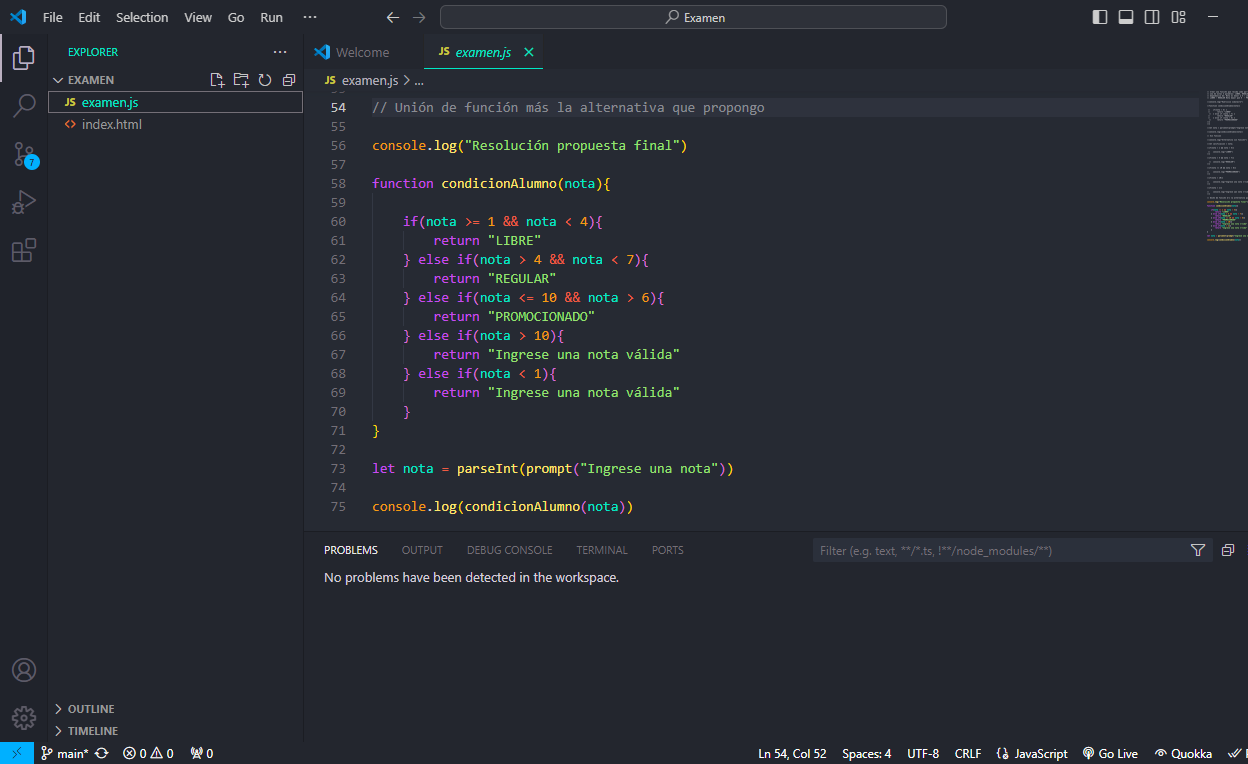 File Edit Selection View Go Run ···
Examen
EXPLORER ···
EXAMEN
JS examen.js
<> index.html
Welcome
JS examen.js ×
JS examen.js > ...
54 // Unión de función más la alternativa que propongo
55
56 console.log("Resolución propuesta final")
57
58 function condicionAlumno(nota){
59
60 if(nota >= 1 && nota < 4){
61 return "LIBRE"
62 } else if(nota > 4 && nota < 7){
63 return "REGULAR"
64 } else if(nota <= 10 && nota > 6){
65 return "PROMOCIONADO"
66 } else if(nota > 10){
67 return "Ingrese una nota válida"
68 } else if(nota < 1){
69 return "Ingrese una nota válida"
70 }
71 }
72
73 let nota = parseInt(prompt("Ingrese una nota"))
74
75 console.log(condicionAlumno(nota))
7
PROBLEMS OUTPUT DEBUG CONSOLE TERMINAL PORTS
Filter (e.g. text, **/*.ts, !**/node_modules/**)
No problems have been detected in the workspace.
OUTLINE
TIMELINE
main* 0 0 0 Ln 54, Col 52 Spaces: 4 UTF-8 CRLF {} JavaScript Go Live Quokka